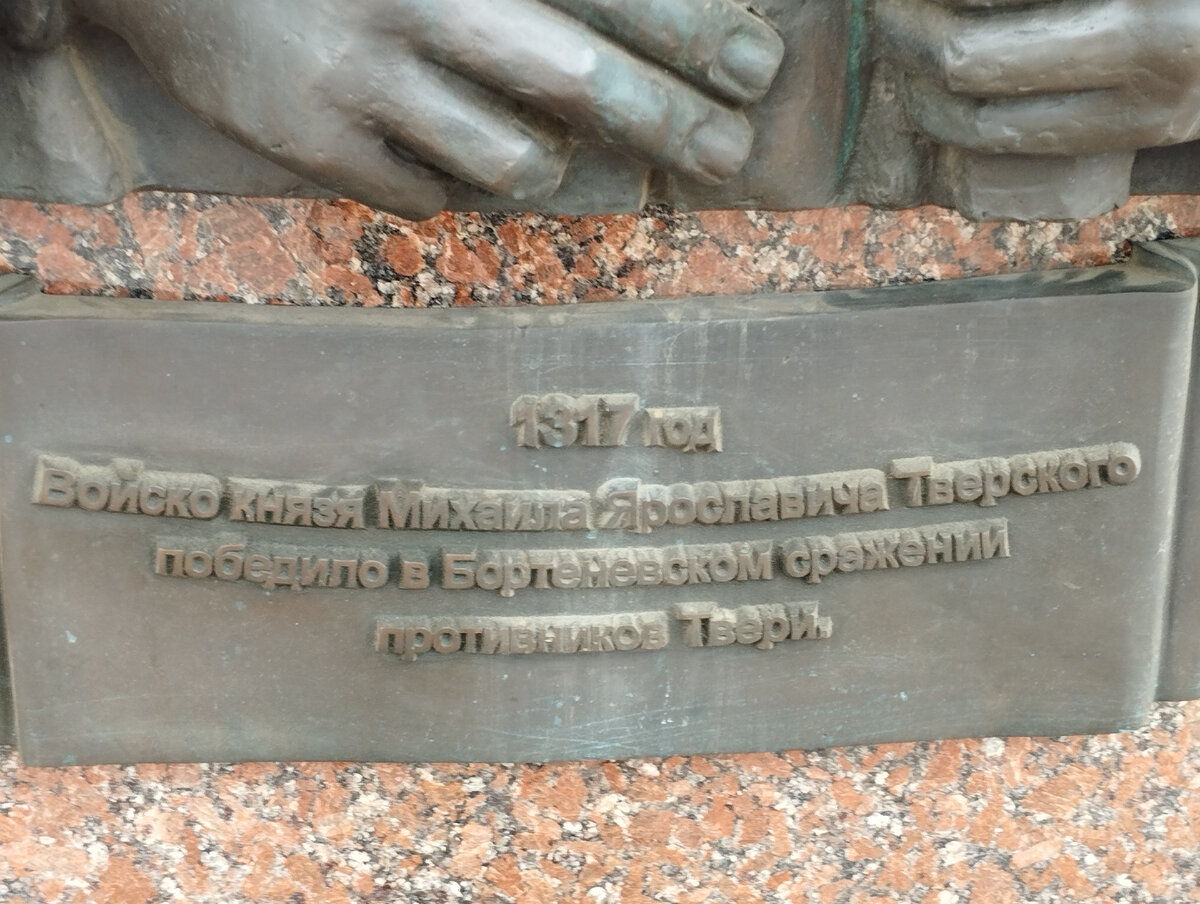 1317 год
Войско князя Михаила Ярославича Тверского
победило в Бортеневском сражении
противников Твери.